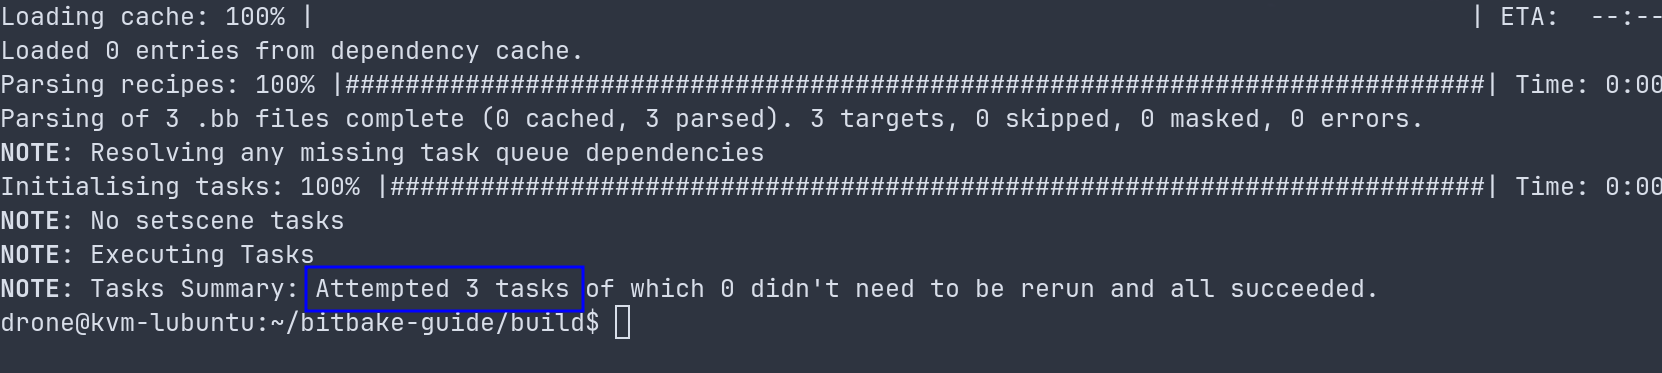 Loading cache: 100% | | ETA: --:--
Loaded 0 entries from dependency cache.
Parsing recipes: 100% |############################################################################| Time: 0:00
Parsing of 3 .bb files complete (0 cached, 3 parsed). 3 targets, 0 skipped, 0 masked, 0 errors.
NOTE: Resolving any missing task queue dependencies
Initialising tasks: 100% |#########################################################################| Time: 0:00
NOTE: No setscene tasks
NOTE: Executing Tasks
NOTE: Tasks Summary: Attempted 3 tasks of which 0 didn't need to be rerun and all succeeded.
drone@kvm-lubuntu:~/bitbake-guide/build$